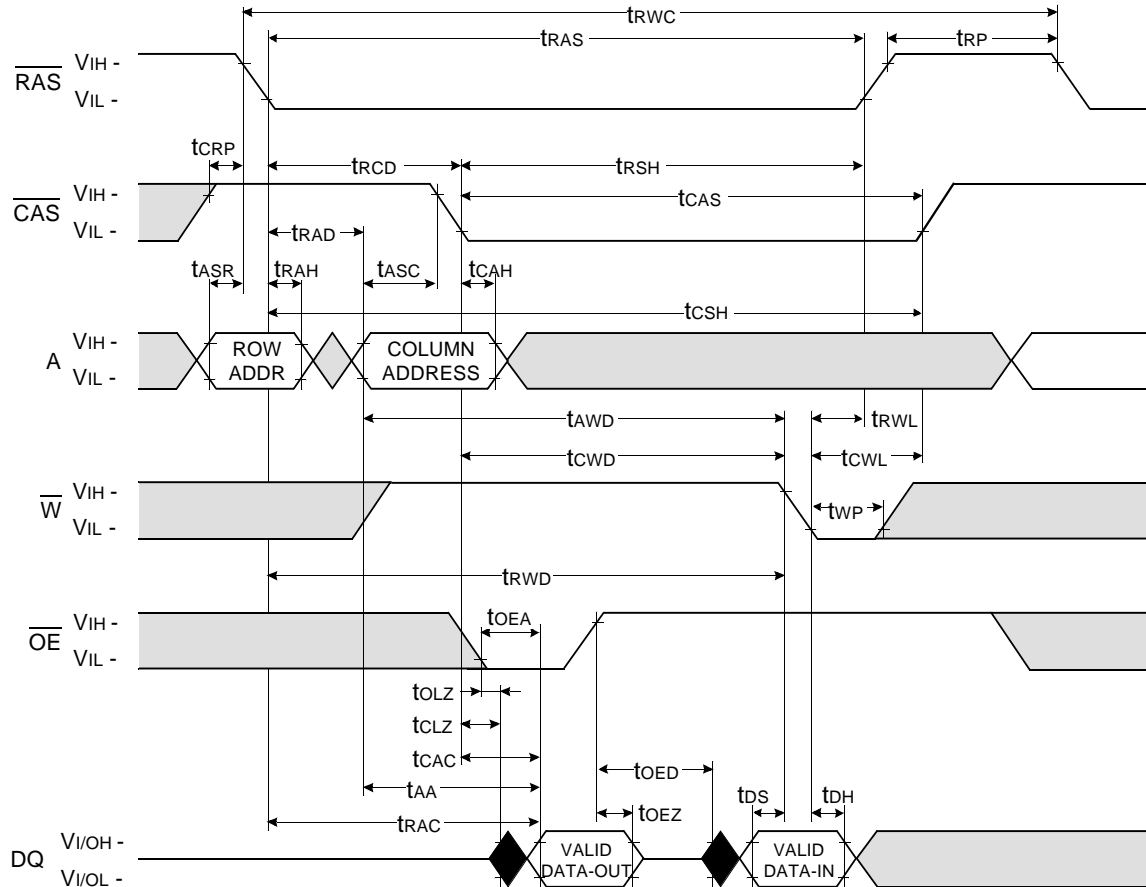 tRWC
tRAS
tRP
RAS
VIH -
VIL -
tCRP
tRCD
tRSH
CAS
VIH -
VIL -
tCAS
tRAD
tASR
tRAH
tASC
tCAH
tCSH
A
VIH -
VIL -
ROW
ADDR
COLUMN
ADDRESS
tAWD
tRWL
tCWD
tCWL
W
VIH -
VIL -
tWP
tRWD
OE
VIH -
VIL -
tOEA
tOLZ
tCLZ
tCAC
tOED
tAA
tDS
tDH
tRAC
tOEZ
DQ
VI/OH -
VI/OL -
VALID
DATA-OUT
VALID
DATA-IN